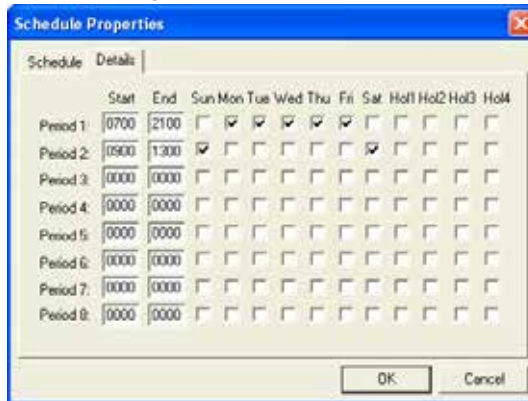 Schedule Properties
Schedule Details
Start End Sun Mon Tue Wed Thu Fri Sat Hol1 Hol2 Hol3 Hol4
Period 1: 0700 2100
Period 2: 0900 1300
Period 3: 0000 0000
Period 4: 0000 0000
Period 5: 0000 0000
Period 6: 0000 0000
Period 7: 0000 0000
Period 8: 0000 0000
OK Cancel